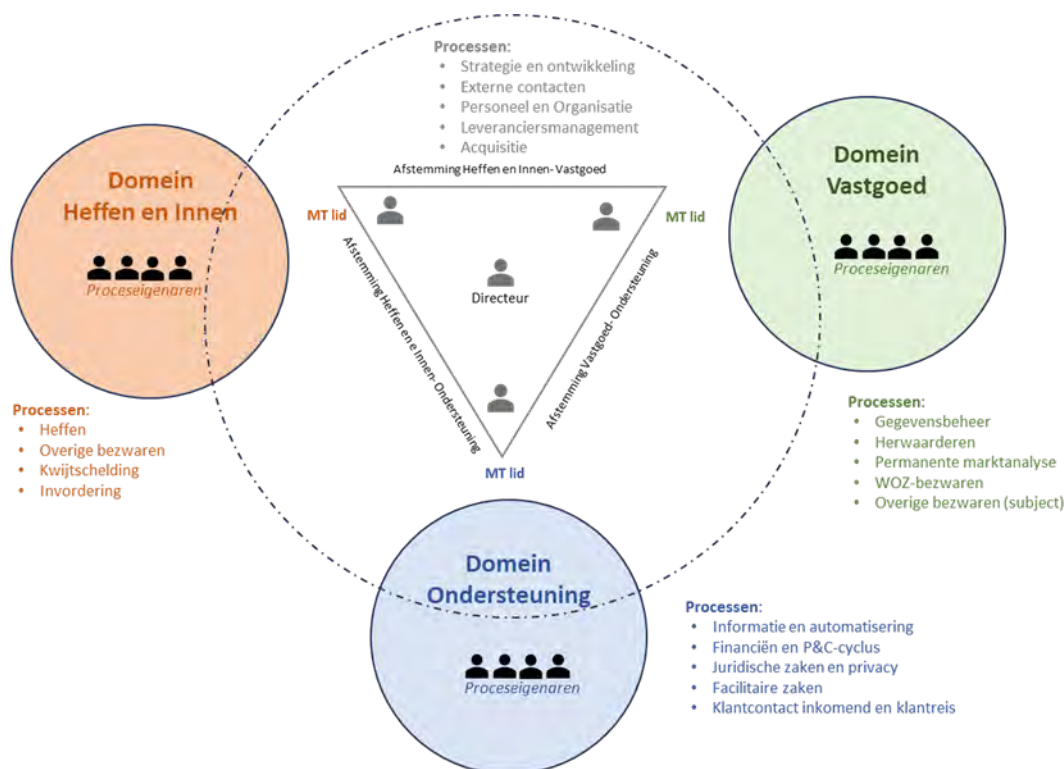 Processen:
• Strategie en ontwikkeling
• Externe contacten
• Personeel en Organisatie
• Leveranciersmanagement
• Acquisitie
Afstemming Heffen en Innen- Vastgoed
Domein
Heffen en Innen
Proceseigenaren
MT lid
MT lid
Domein
Vastgoed
Proceseigenaren
Directeur
Afstemming Heffen en e Innen- Ondersteuning
Afstemming Vastgoed- Ondersteuning
MT lid
Processen:
• Heffen
• Overige bezwaren
• Kwijtschelding
• Invordering
Processen:
• Gegevensbeheer
• Herwaarderen
• Permanente marktanalyse
• WOZ-bezwaren
• Overige bezwaren (subject)
Domein
Ondersteuning
Proceseigenaren
Processen:
• Informatie en automatisering
• Financiën en P&C-cyclus
• Juridische zaken en privacy
• Facilitaire zaken
• Klantcontact inkomend en klantreis